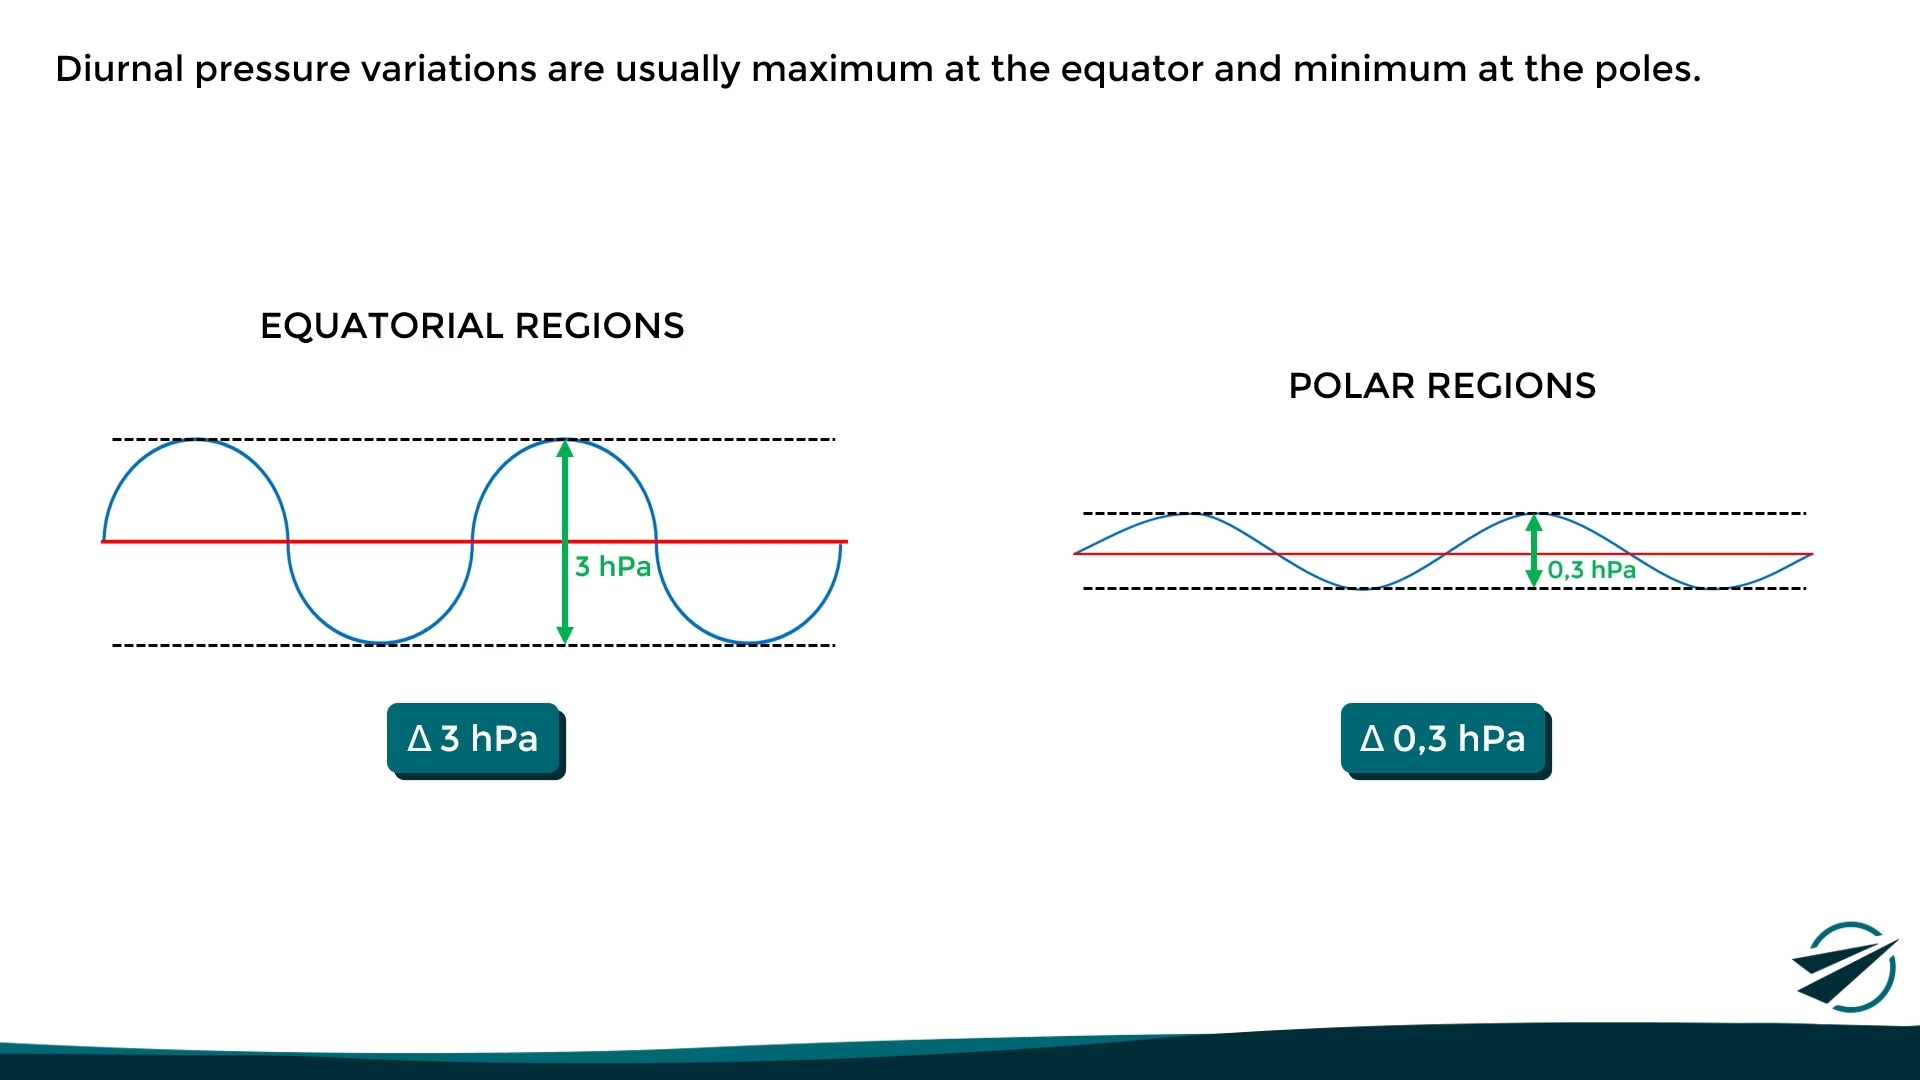 Diurnal pressure variations are usually maximum at the equator and minimum at the poles.
EQUATORIAL REGIONS
3 hPa
Δ 3 hPa
POLAR REGIONS
0,3 hPa
Δ 0,3 hPa